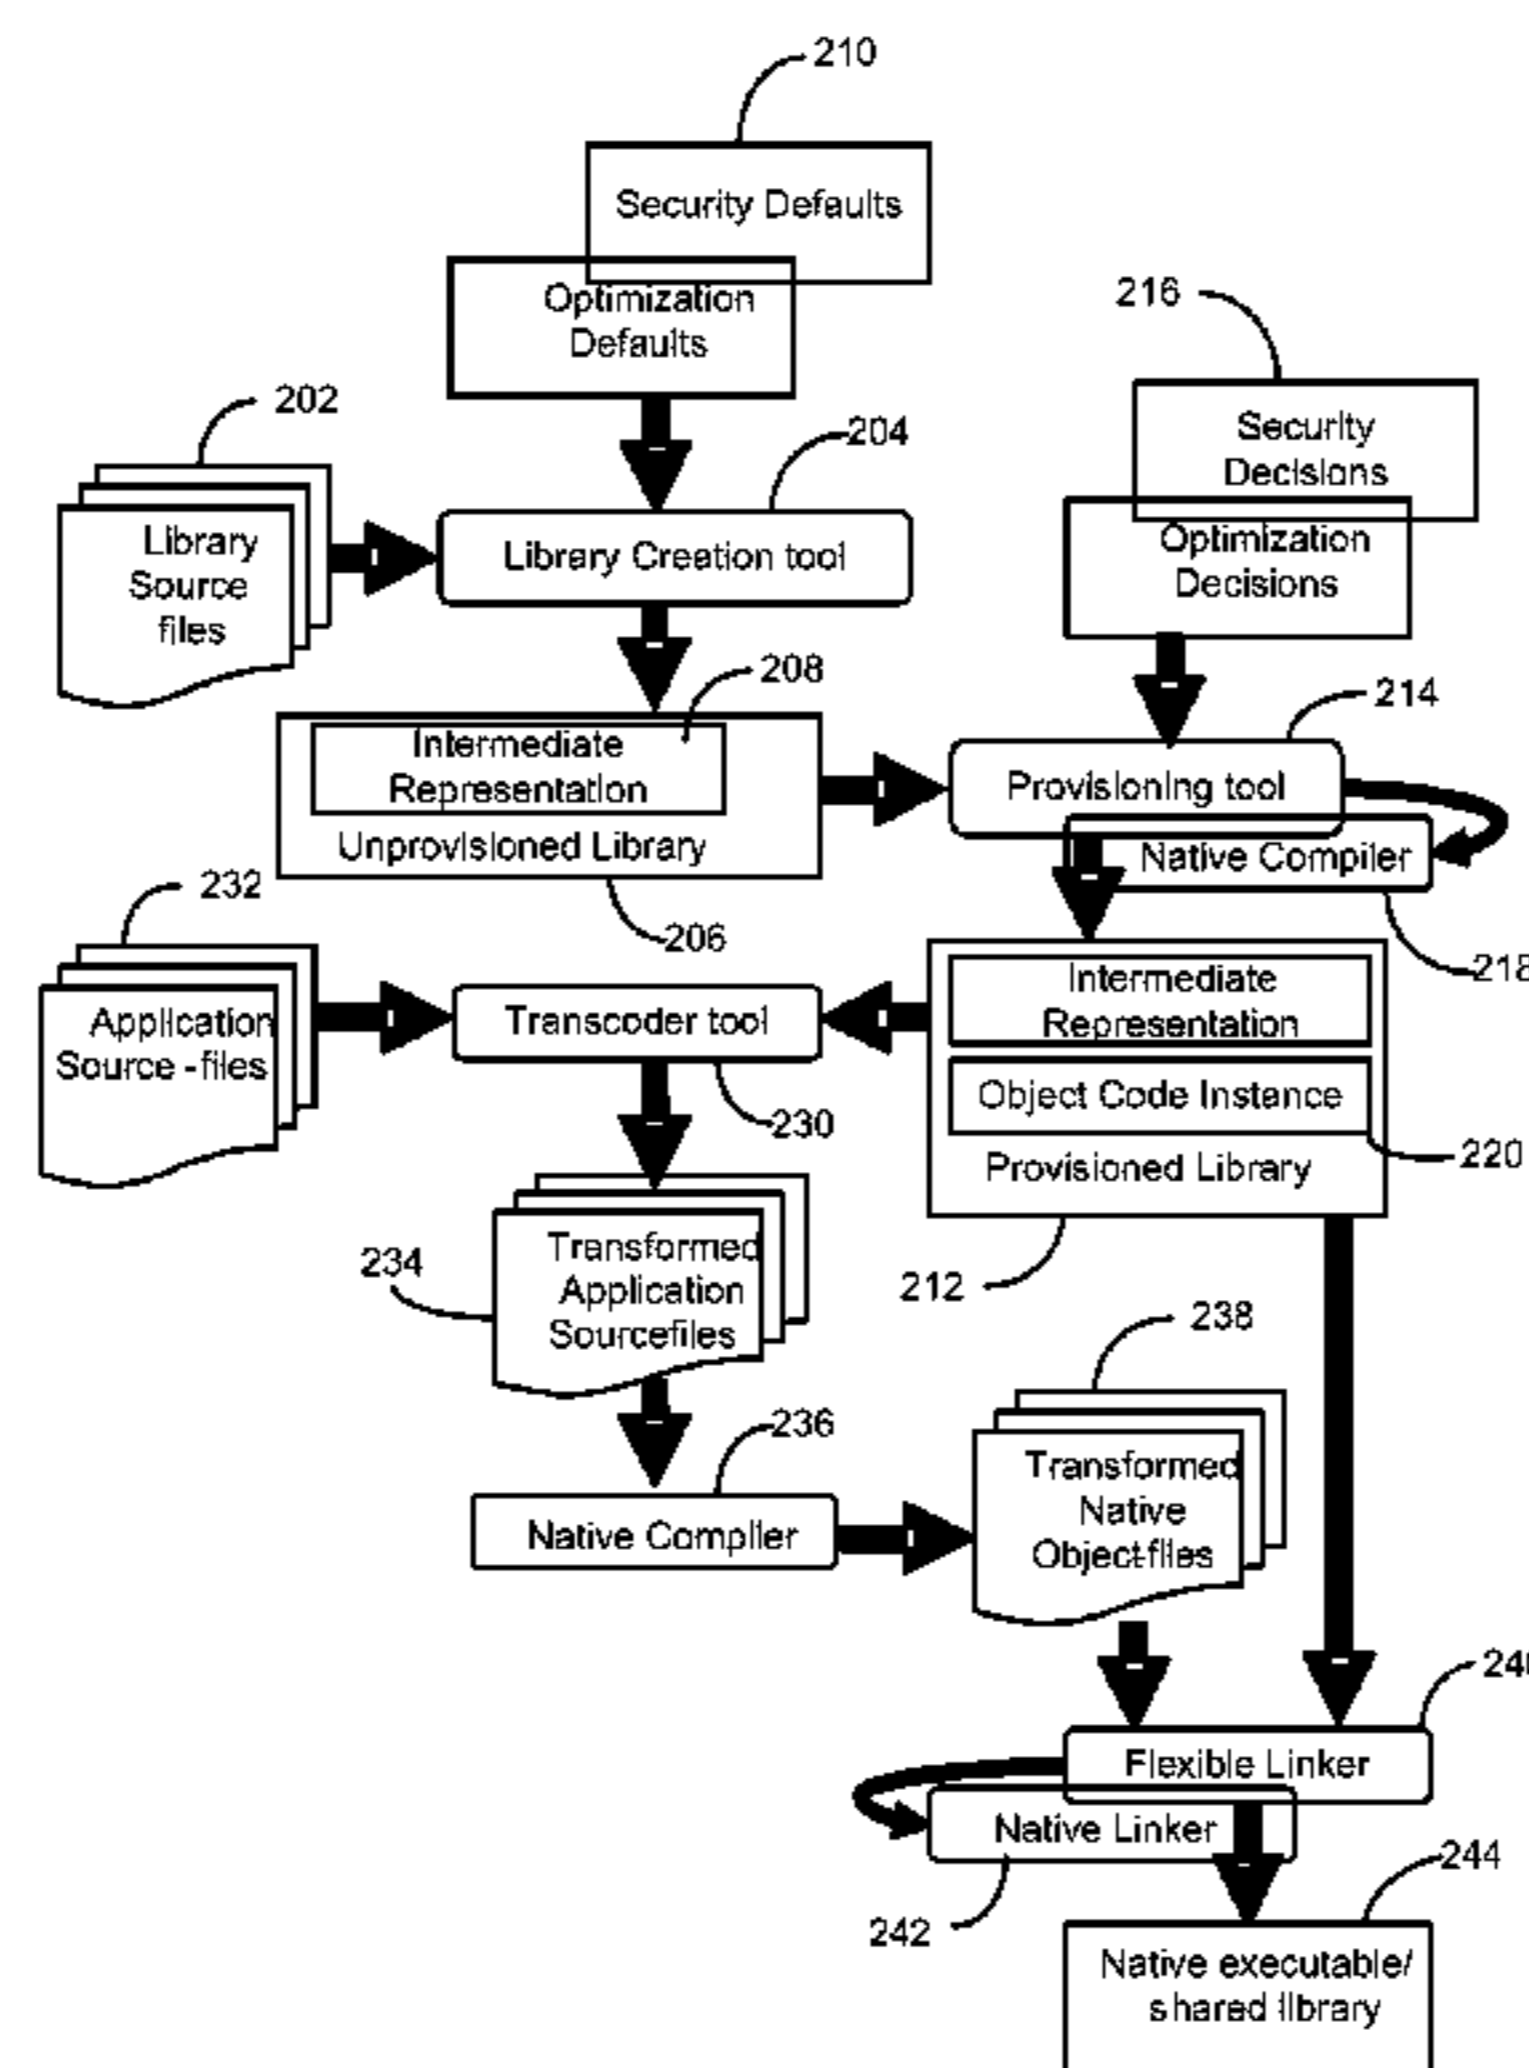 210
Security Defaults
Optimization
Defaults
216
202
204
Security
Decisions
Library
Source
files
Library Creation tool
Optimization
Decisions
208
214
Intermediate
Representation
Unprovisioned Library
Provisioning tool
Native Compiler
232
206
218
Application
Source-files
Transcoder tool
Intermediate
Representation
Object Code Instance
Provisioned Library
230
220
234
Transformed
Application
Sourcefiles
212
238
236
Transformed
Native
Object-files
Native Compiler
Flexible Linker
Native Linker
244
242
Native executable/
shared library